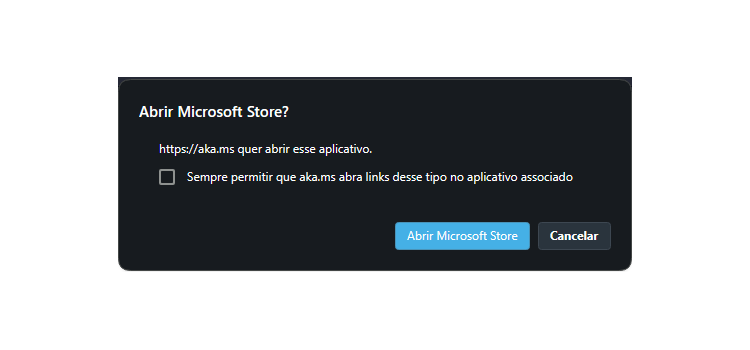 Abrir Microsoft Store?
https://aka.ms quer abrir esse aplicativo.
Sempre permitir que aka.ms abra links desse tipo no aplicativo associado
Abrir Microsoft Store
Cancelar